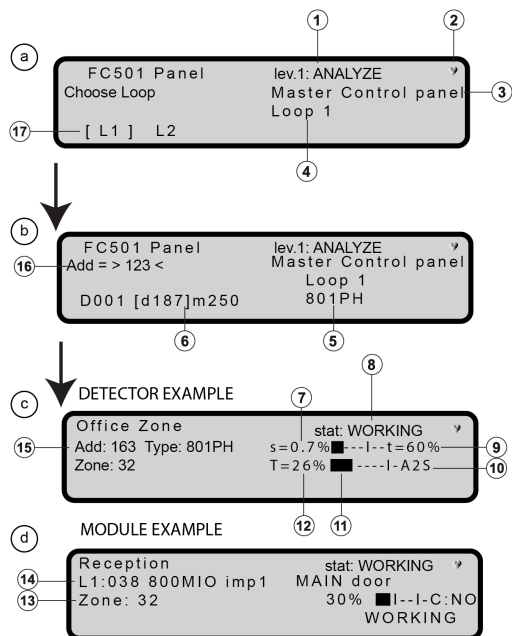 1
2
a
FC501 Panel lev.1: ANALYZE
Choose Loop Master Control panel
3
Loop 1
17
[ L1 ] L2
4
b
FC501 Panel lev.1: ANALYZE
16
Add = > 123 < Master Control panel
Loop 1
D001 [d187]m250 801PH
6
5
8
DETECTOR EXAMPLE
7
c
Office Zone stat: WORKING
15
Add: 163 Type: 801PH s=0.7% ---I--t=60%
9
Zone: 32 T=26% ----I-A2S
10
12
11
MODULE EXAMPLE
d
Reception stat: WORKING
14
L1:038 800MIO imp1 MAIN door
13
Zone: 32 30% I--I-C:NO
WORKING